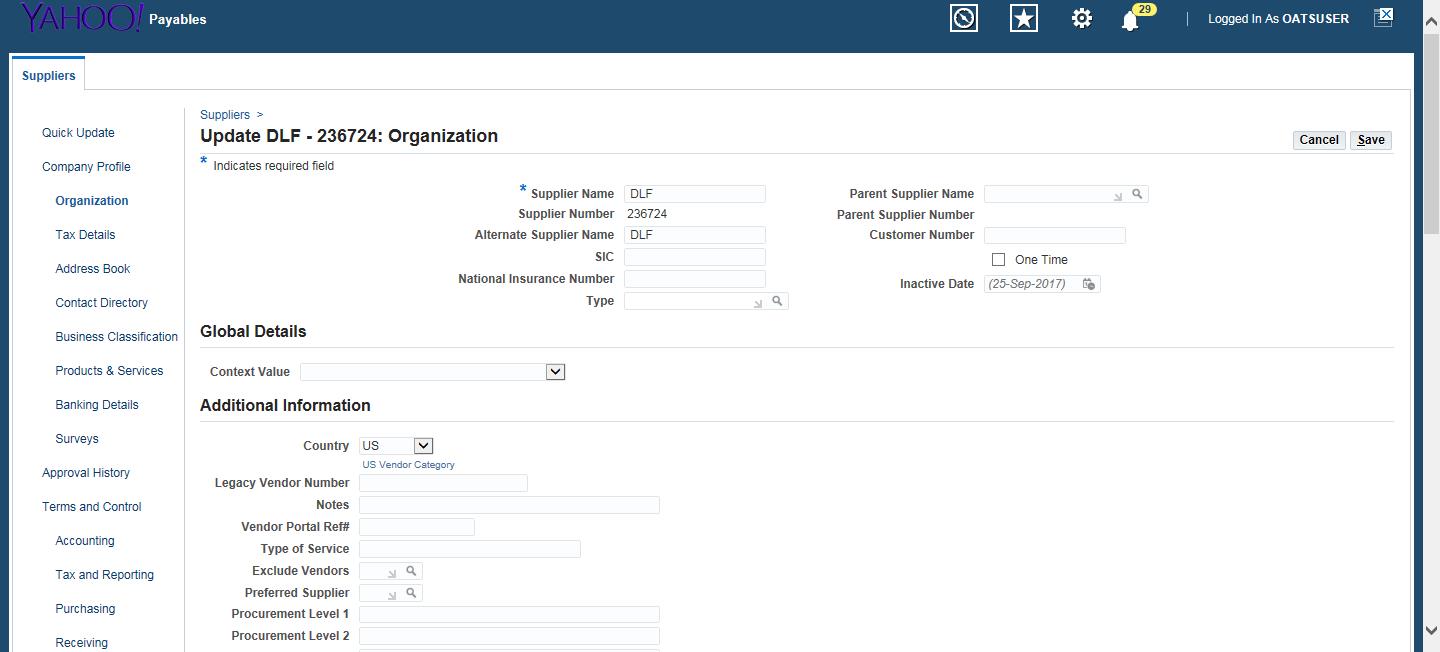 YAHOO! Payables
29
Logged In As OATSUSER
Suppliers
Quick Update
Company Profile
Organization
Tax Details
Address Book
Contact Directory
Business Classification
Products & Services
Banking Details
Surveys
Approval History
Terms and Control
Accounting
Tax and Reporting
Purchasing
Receiving
Suppliers >
Update DLF - 236724: Organization
Cancel
Save
* Indicates required field
* Supplier Name DLF
Supplier Number 236724
Alternate Supplier Name DLF
SIC
National Insurance Number
Type
Parent Supplier Name
Parent Supplier Number
Customer Number
One Time
Inactive Date (25-Sep-2017)
Global Details
Context Value
Additional Information
Country US
US Vendor Category
Legacy Vendor Number
Notes
Vendor Portal Ref#
Type of Service
Exclude Vendors
Preferred Supplier
Procurement Level 1
Procurement Level 2